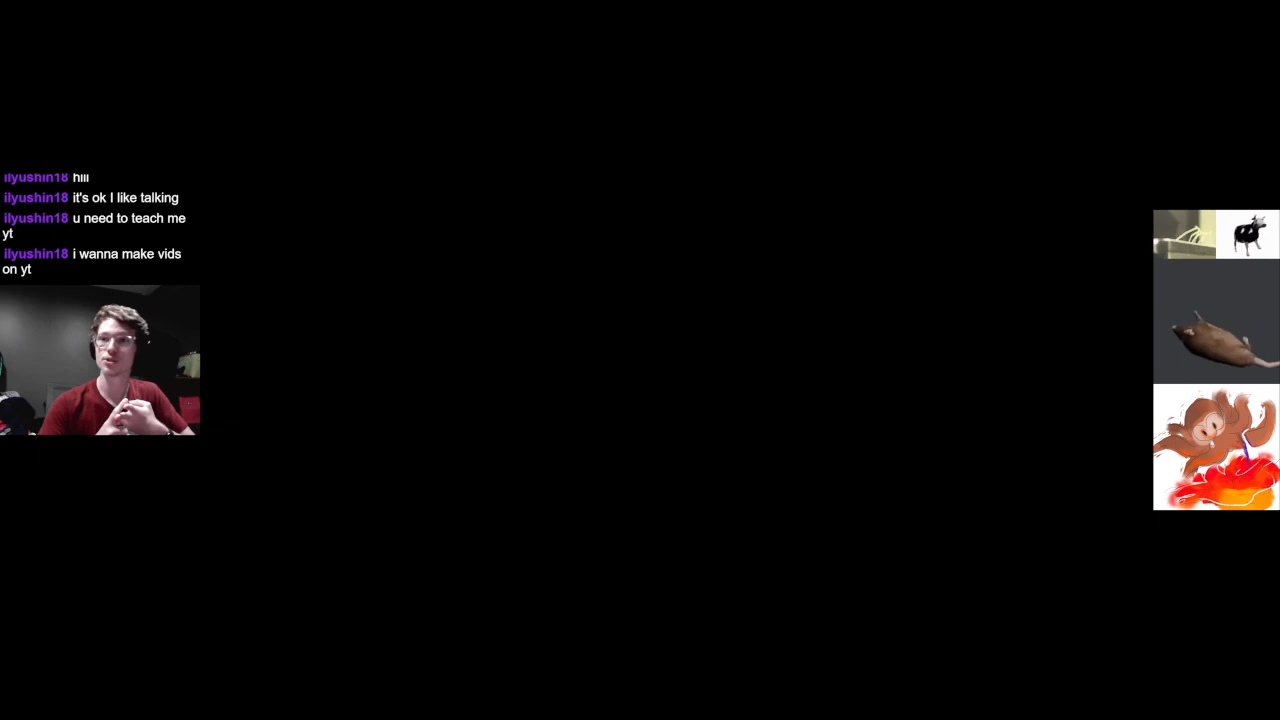 ilyushin18 hiii
ilyushin18 it's ok I like talking
ilyushin18 u need to teach me
yt
ilyushin18 i wanna make vids
on yt